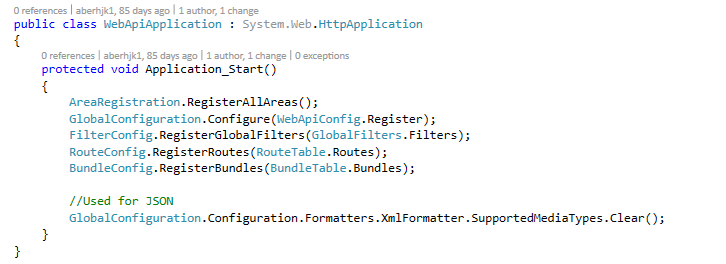 0 references | aberhjk1, 85 days ago | 1 author, 1 change
public class WebApiApplication : System.Web.HttpApplication
{
0 references | aberhjk1, 85 days ago | 1 author, 1 change | 0 exceptions
protected void Application_Start()
{
AreaRegistration.RegisterAllAreas();
GlobalConfiguration.Configure(WebApiConfig.Register);
FilterConfig.RegisterGlobalFilters(GlobalFilters.Filters);
RouteConfig.RegisterRoutes(RouteTable.Routes);
BundleConfig.RegisterBundles(BundleTable.Bundles);
//Used for JSON
GlobalConfiguration.Configuration.Formatters.XmlFormatter.SupportedMediaTypes.Clear();
}
}